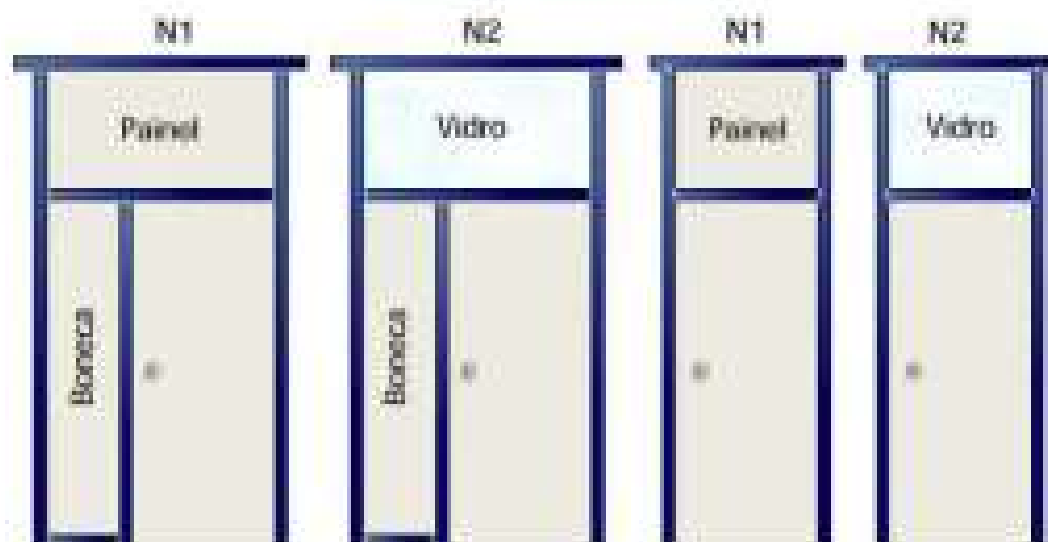 N1
N2
N1
N2
Painel
Vidro
Painel
Vidro
Boneca
Boneca